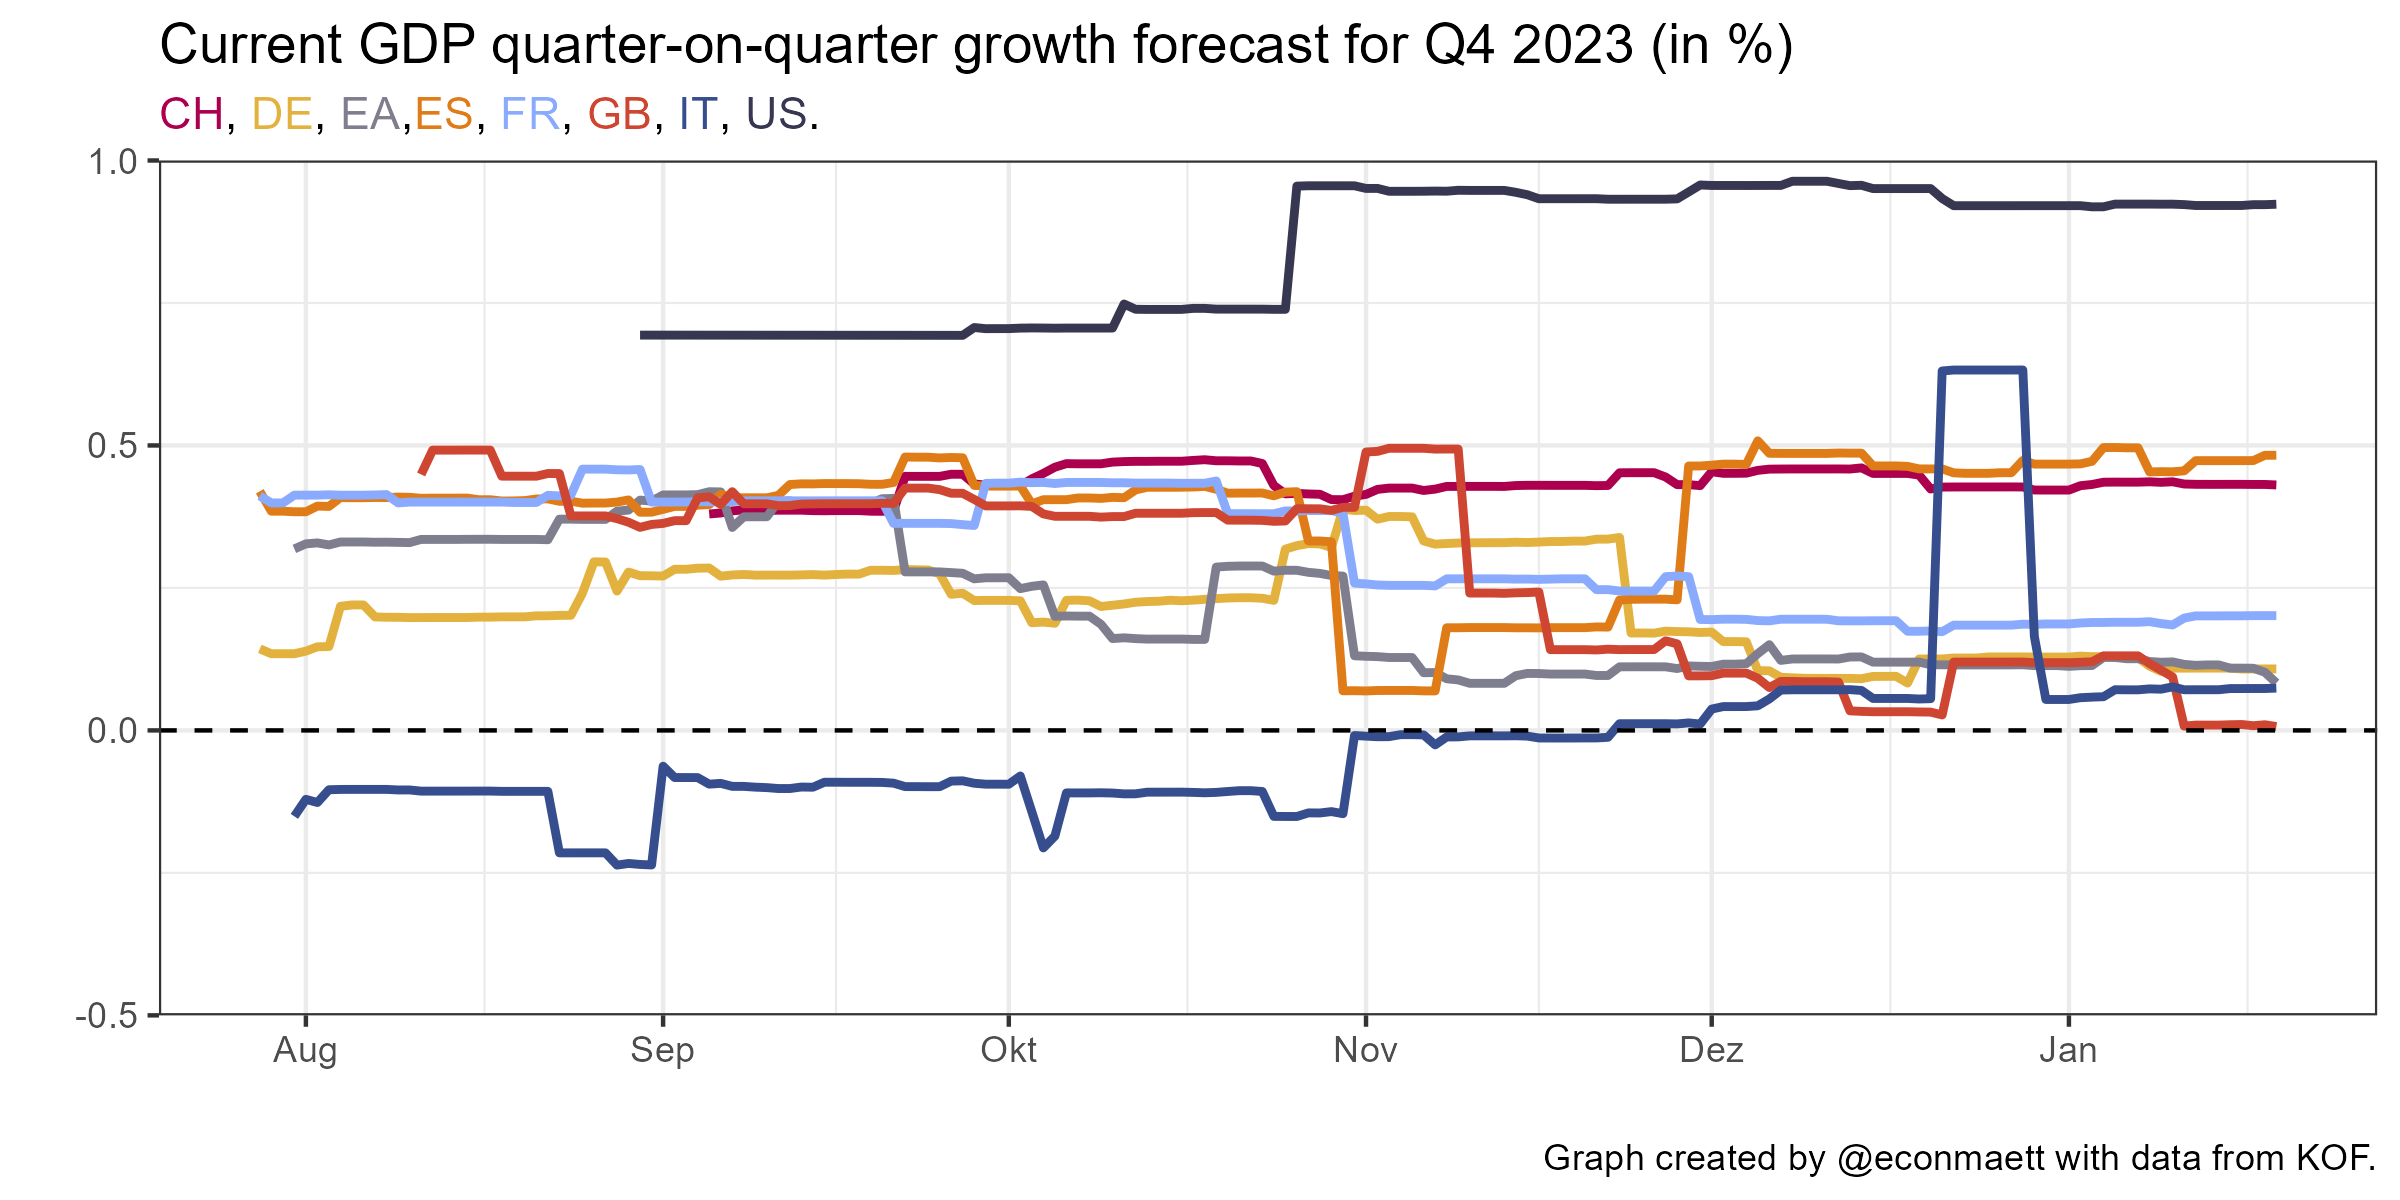 Current GDP quarter-on-quarter growth forecast for Q4 2023 (in %)
CH, DE, EA,ES, FR, GB, IT, US.
1.0
0.5
0.0
-0.5
Aug Sep Okt Nov Dez Jan
Graph created by @econmaett with data from KOF.